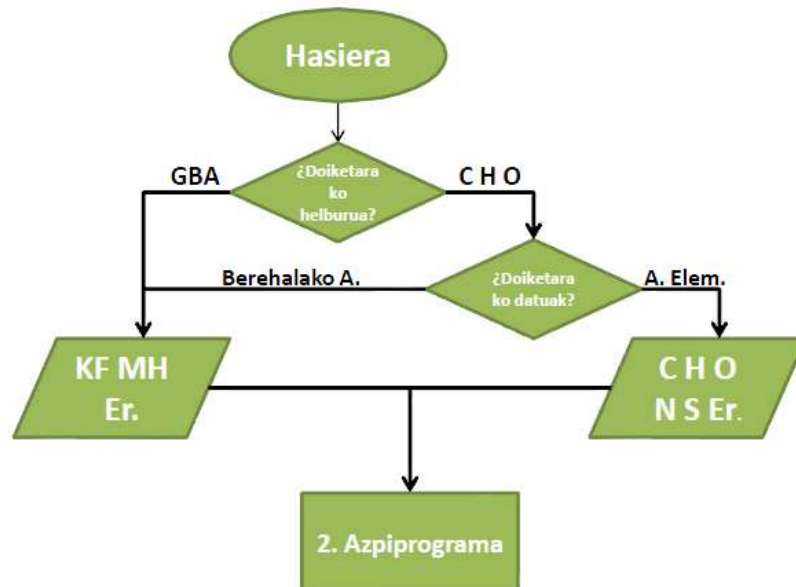 Hasiera
GBA
¿Doiketara
ko
helburua?
C H O
Berehalako A.
¿Doiketara
ko datuak?
A. Elem.
KF MH
Er.
C H O
N S Er.
2. Azpiprograma